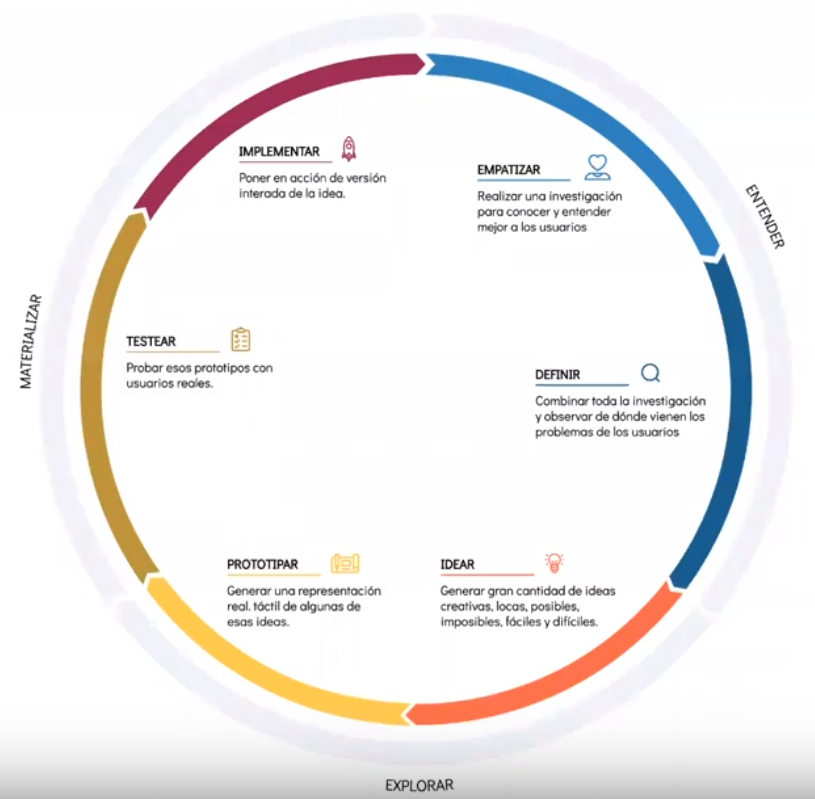 IMPLEMENTAR
Poner en acción de versión
interada de la idea.
EMPATIZAR
Realizar una investigación
para conocer y entender
mejor a los usuarios
ENTENDER
MATERIALIZAR
TESTEAR
Probar esos prototipos con
usuarios reales.
DEFINIR
Combinar toda la investigación
y observar de dónde vienen los
problemas de los usuarios
PROTOTIPAR
Generar una representación
real. táctil de algunas de
esas ideas.
IDEAR
Generar gran cantidad de ideas
creativas, locas, posibles,
imposibles, fáciles y difíciles.
EXPLORAR